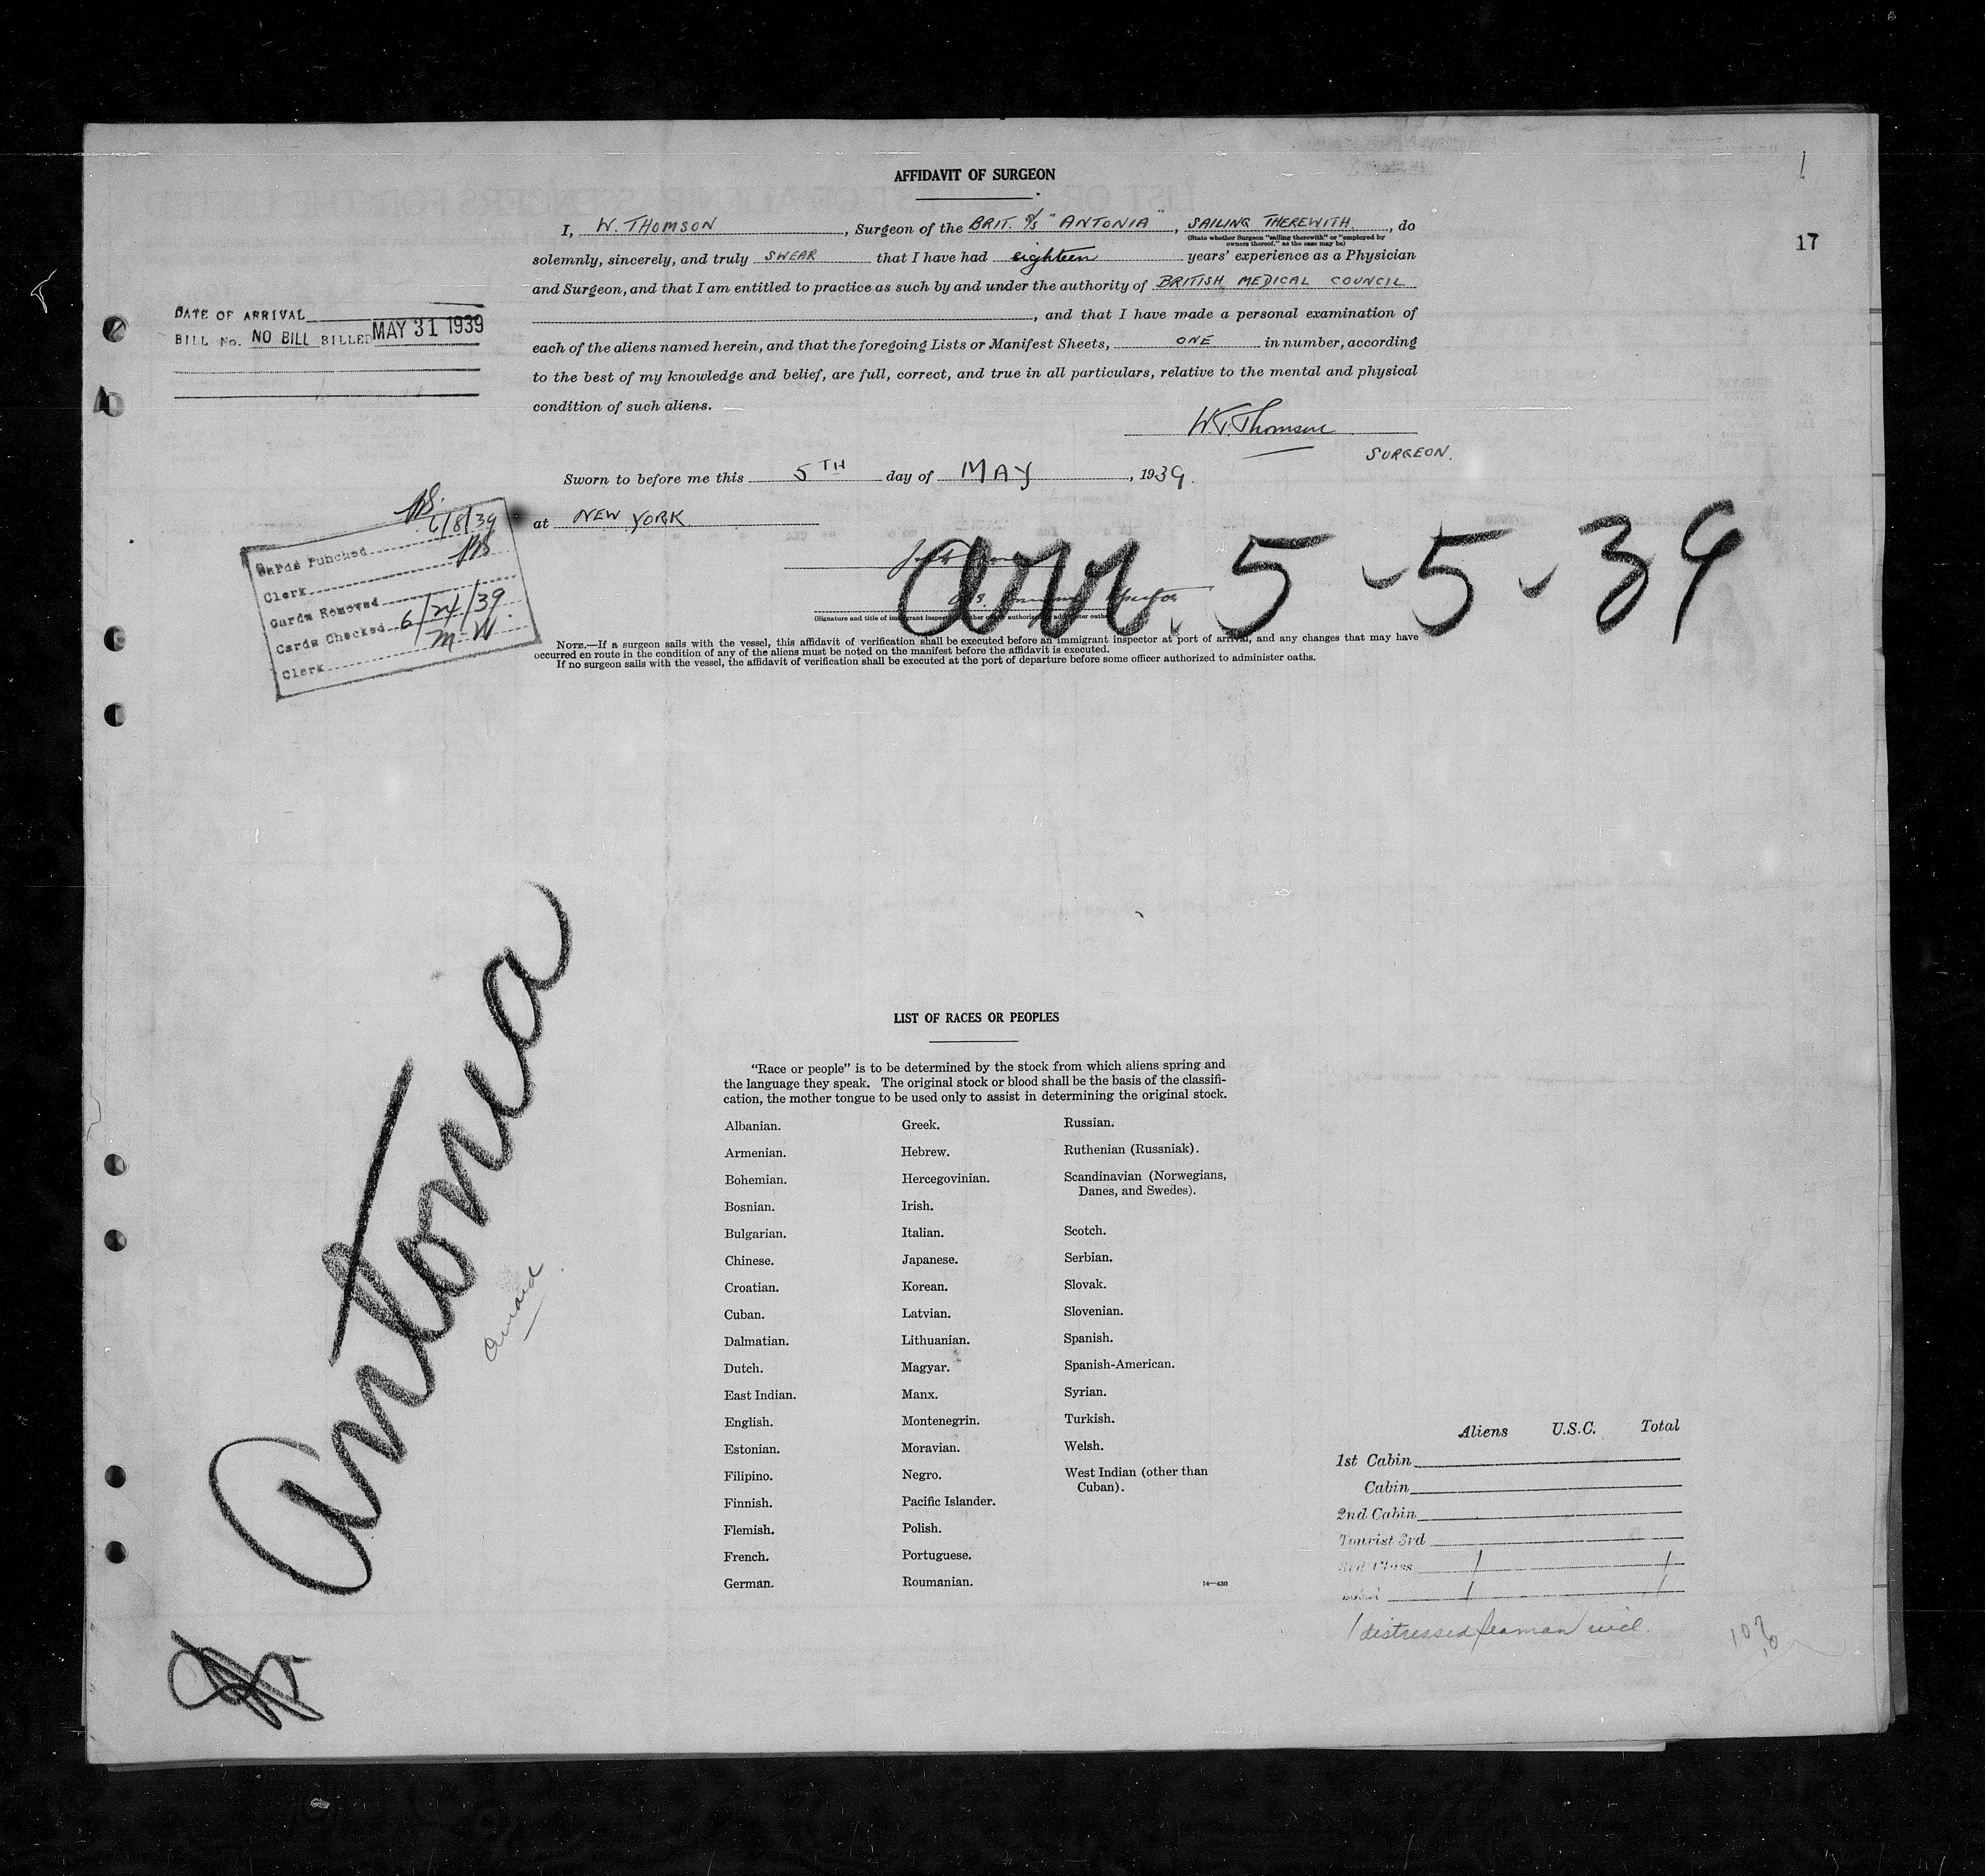 1
17
AFFIDAVIT OF SURGEON
I, W. THOMSON, Surgeon of the BRIT. S/S "ANTONIA", SAILING THEREWITH., do
(State whether Surgeon "sailing therewith" or "employed by
owners thereof," as the case may be)
solemnly, sincerely, and truly SWEAR that I have had eighteen years' experience as a Physician
and Surgeon, and that I am entitled to practice as such by and under the authority of BRITISH MEDICAL COUNCIL
, and that I have made a personal examination of
each of the aliens named herein, and that the foregoing Lists or Manifest Sheets, ONE in number, according
to the best of my knowledge and belief, are full, correct, and true in all particulars, relative to the mental and physical
condition of such aliens.
DATE OF ARRIVAL
BILL No. NO BILL BILLED MAY 31 1939
W. Thomson
SURGEON.
Sworn to before me this 5TH day of MAY, 1939.
at NEW YORK
6/8/39
Cards Punched
Clerk
Cards Removed
Cards Checked 6/24/39
Clerk M.W.
arr. 5-5-39
(Signature and title of immigrant inspector or other officer authorized to administer oaths)
NOTE.—If a surgeon sails with the vessel, this affidavit of verification shall be executed before an immigrant inspector at port of arrival, and any changes that may have
occurred en route in the condition of any of the aliens must be noted on the manifest before the affidavit is executed.
If no surgeon sails with the vessel, the affidavit of verification shall be executed at the port of departure before some officer authorized to administer oaths.
Antonia
Cunard
LIST OF RACES OR PEOPLES
"Race or people" is to be determined by the stock from which aliens spring and
the language they speak. The original stock or blood shall be the basis of the classifi-
cation, the mother tongue to be used only to assist in determining the original stock.
Albanian.
Armenian.
Bohemian.
Bosnian.
Bulgarian.
Chinese.
Croatian.
Cuban.
Dalmatian.
Dutch.
East Indian.
English.
Estonian.
Filipino.
Finnish.
Flemish.
French.
German.
Greek.
Hebrew.
Hercegovinian.
Irish.
Italian.
Japanese.
Korean.
Latvian.
Lithuanian.
Magyar.
Manx.
Montenegrin.
Moravian.
Negro.
Pacific Islander.
Polish.
Portuguese.
Roumanian.
Russian.
Ruthenian (Russniak).
Scandinavian (Norwegians,
Danes, and Swedes).
Scotch.
Serbian.
Slovak.
Slovenian.
Spanish.
Spanish-American.
Syrian.
Turkish.
Welsh.
West Indian (other than
Cuban).
14—430
Aliens U.S.C. Total
1st Cabin
Cabin
2nd Cabin
Tourist 3rd
3rd Class 1 1
Total 1 1
1 distressed seaman incl.